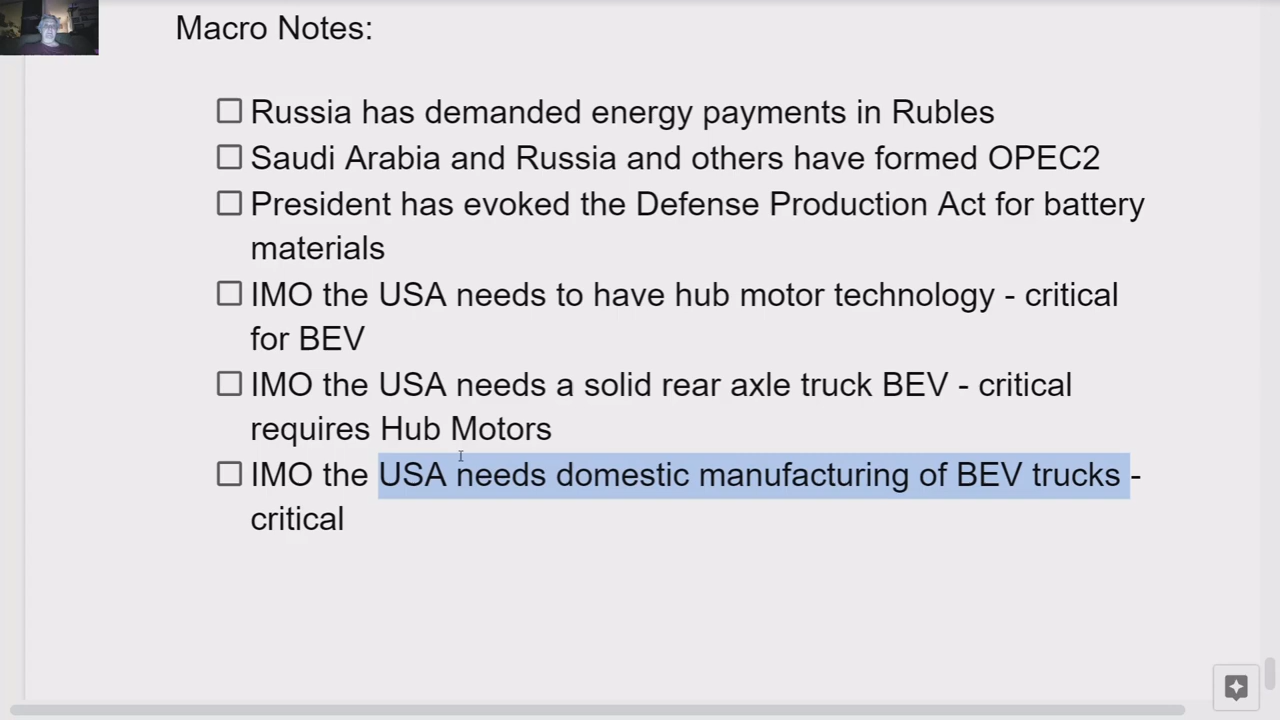 Macro Notes:
Russia has demanded energy payments in Rubles
Saudi Arabia and Russia and others have formed OPEC2
President has evoked the Defense Production Act for battery
materials
IMO the USA needs to have hub motor technology - critical
for BEV
IMO the USA needs a solid rear axle truck BEV - critical
requires Hub Motors
IMO the USA needs domestic manufacturing of BEV trucks -
critical